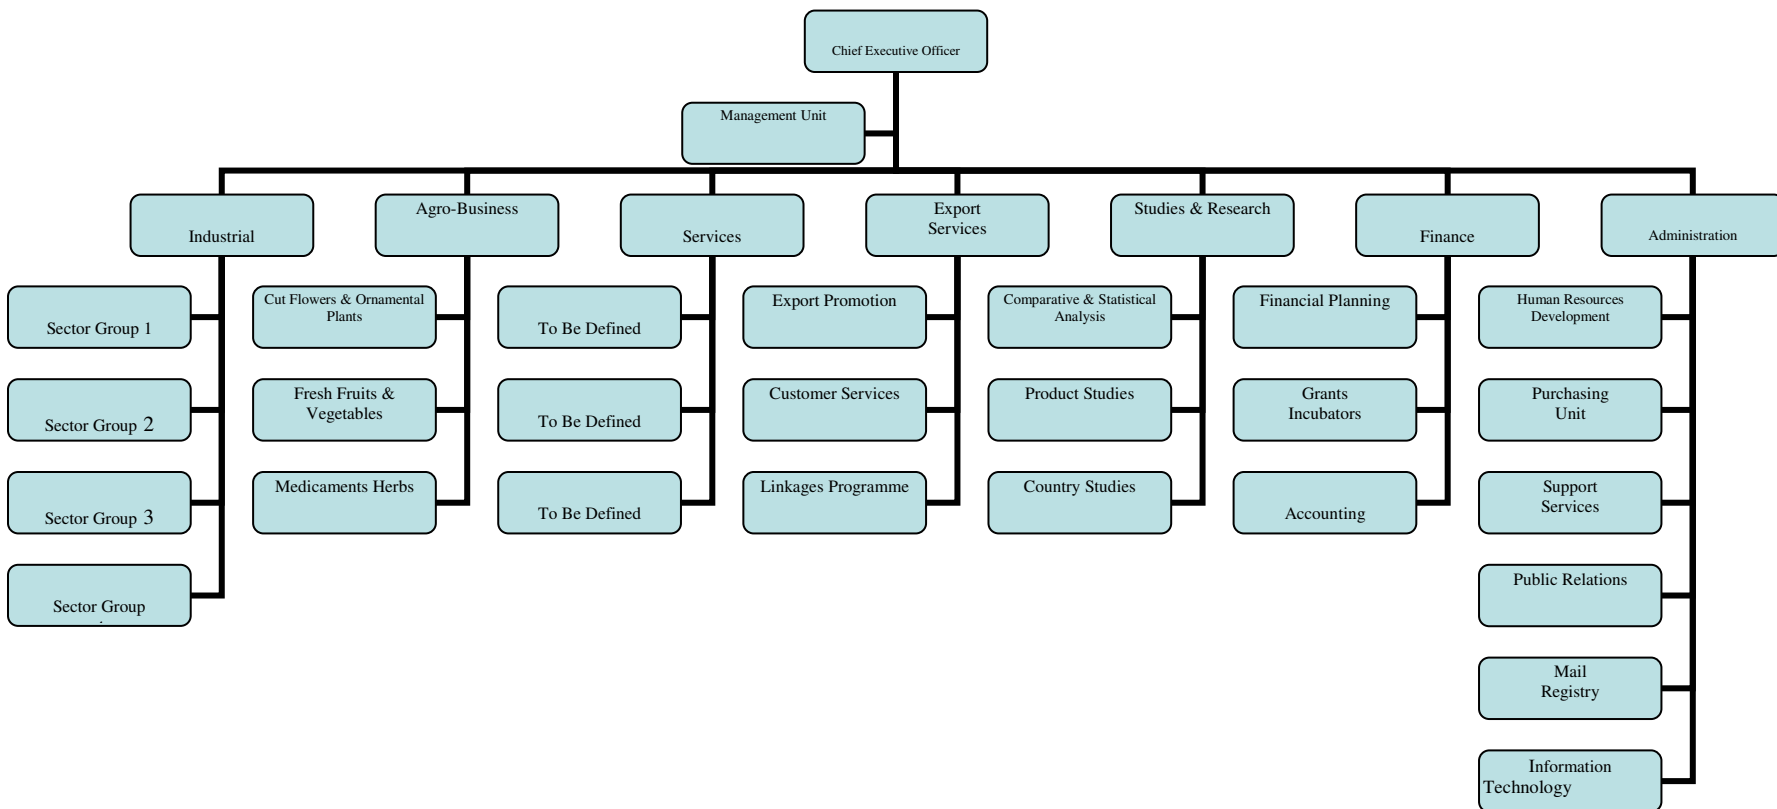 Chief Executive Officer
Management Unit
Industrial
Agro-Business
Services
Export
Services
Studies & Research
Finance
Administration
Sector Group 1
Cut Flowers & Ornamental
Plants
To Be Defined
Export Promotion
Comparative & Statistical
Analysis
Financial Planning
Human Resources
Development
Sector Group 2
Fresh Fruits &
Vegetables
To Be Defined
Customer Services
Product Studies
Grants
Incubators
Purchasing
Unit
Sector Group 3
Medicaments Herbs
To Be Defined
Linkages Programme
Country Studies
Accounting
Support
Services
Sector Group
Public Relations
Mail
Registry
Information
Technology